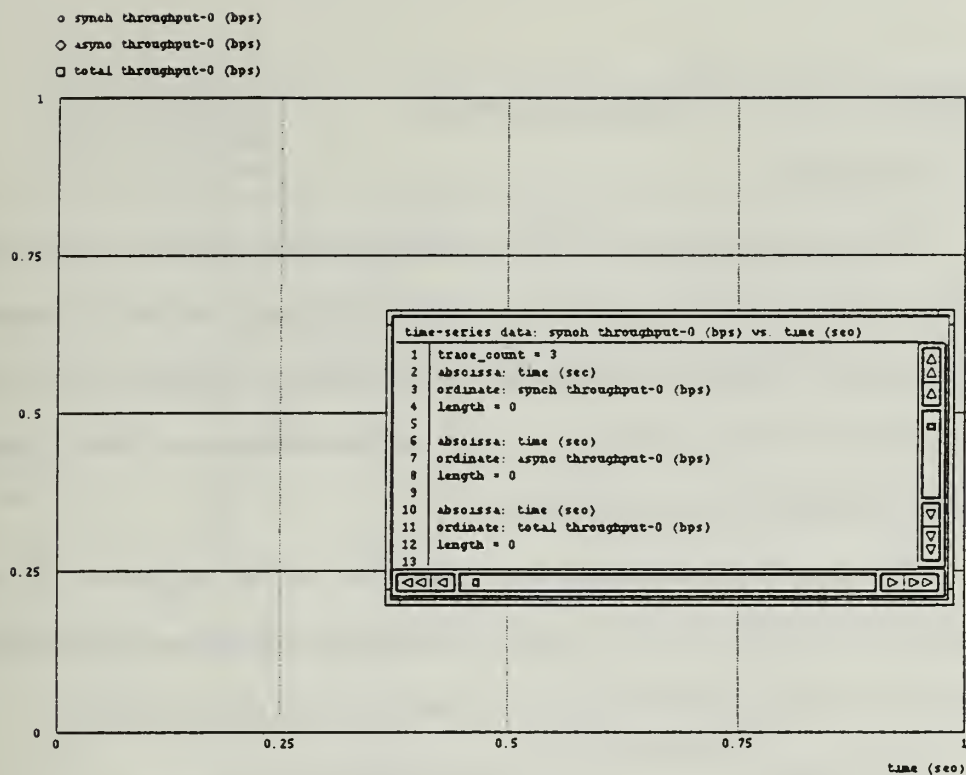 synch throughput-0 (bps)
async throughput-0 (bps)
total throughput-0 (bps)
1
0.75
0.5
0.25
0
0
0.25
0.5
0.75
1
time (sec)
time-series data: synch throughput-0 (bps) vs. time (sec)
1 trace_count = 3
2 abscissa: time (sec)
3 ordinate: synch throughput-0 (bps)
4 length = 0
5
6 abscissa: time (sec)
7 ordinate: async throughput-0 (bps)
8 length = 0
9
10 abscissa: time (sec)
11 ordinate: total throughput-0 (bps)
12 length = 0
13